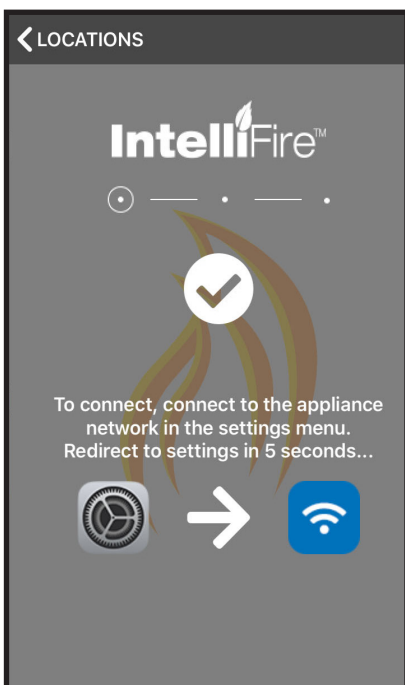 LOCATIONS
IntelliFire™
To connect, connect to the appliance
network in the settings menu.
Redirect to settings in 5 seconds...